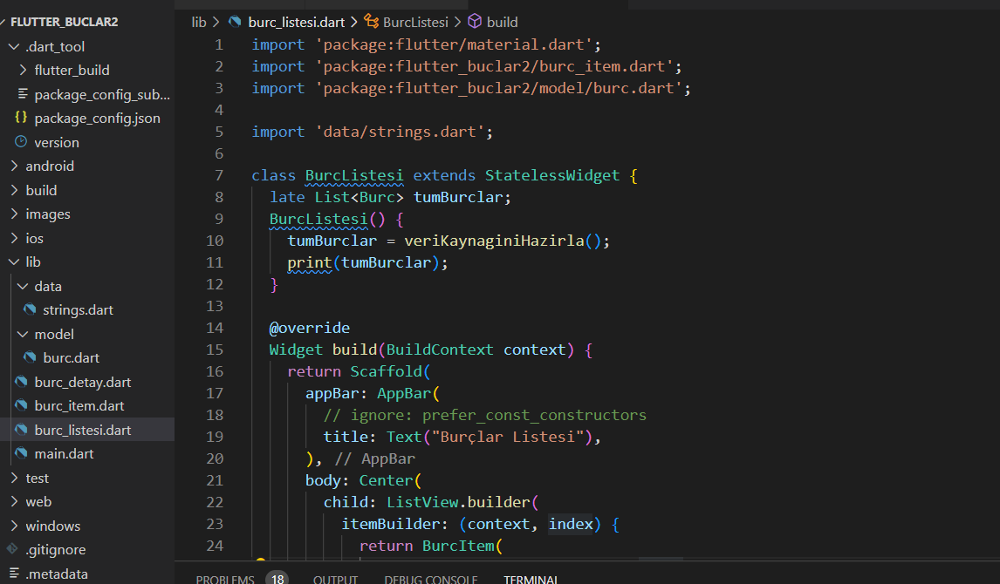 FLUTTER_BUCLAR2
.dart_tool
flutter_build
package_config_sub...
{} package_config.json
version
android
build
images
ios
lib
data
strings.dart
model
burc.dart
burc_detay.dart
burc_item.dart
burc_listesi.dart
main.dart
test
web
windows
.gitignore
.metadata
lib > burc_listesi.dart > BurcListesi > build
1 import 'package:flutter/material.dart';
2 import 'package:flutter_buclar2/burc_item.dart';
3 import 'package:flutter_buclar2/model/burc.dart';
4
5 import 'data/strings.dart';
6
7 class BurcListesi extends StatelessWidget {
8 late List<Burc> tumBurclar;
9 BurcListesi() {
10 tumBurclar = veriKaynaginiHazirla();
11 print(tumBurclar);
12 }
13
14 @override
15 Widget build(BuildContext context) {
16 return Scaffold(
17 appBar: AppBar(
18 // ignore: prefer_const_constructors
19 title: Text("Burçlar Listesi"),
20 ), // AppBar
21 body: Center(
22 child: ListView.builder(
23 itemBuilder: (context, index) {
24 return BurcItem(
PROBLEMS 18 OUTPUT DEBUG CONSOLE TERMINAL